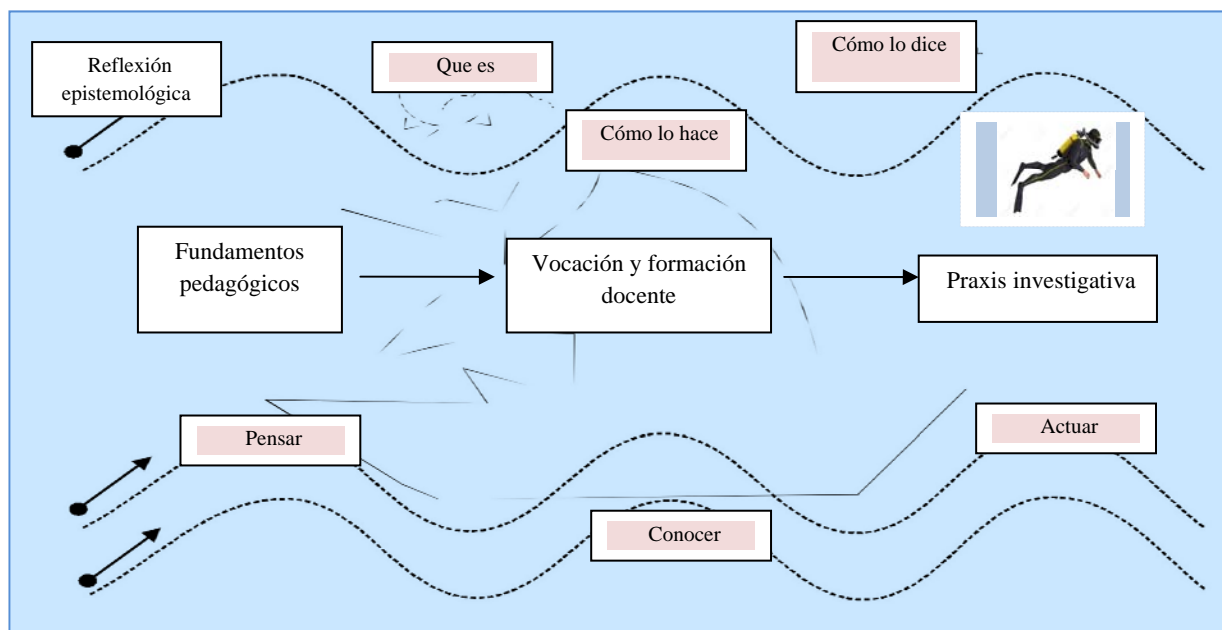 Reflexión
epistemológica
Que es
Cómo lo dice
Cómo lo hace
Fundamentos
pedagógicos
Vocación y formación
docente
Praxis investigativa
Pensar
Actuar
Conocer